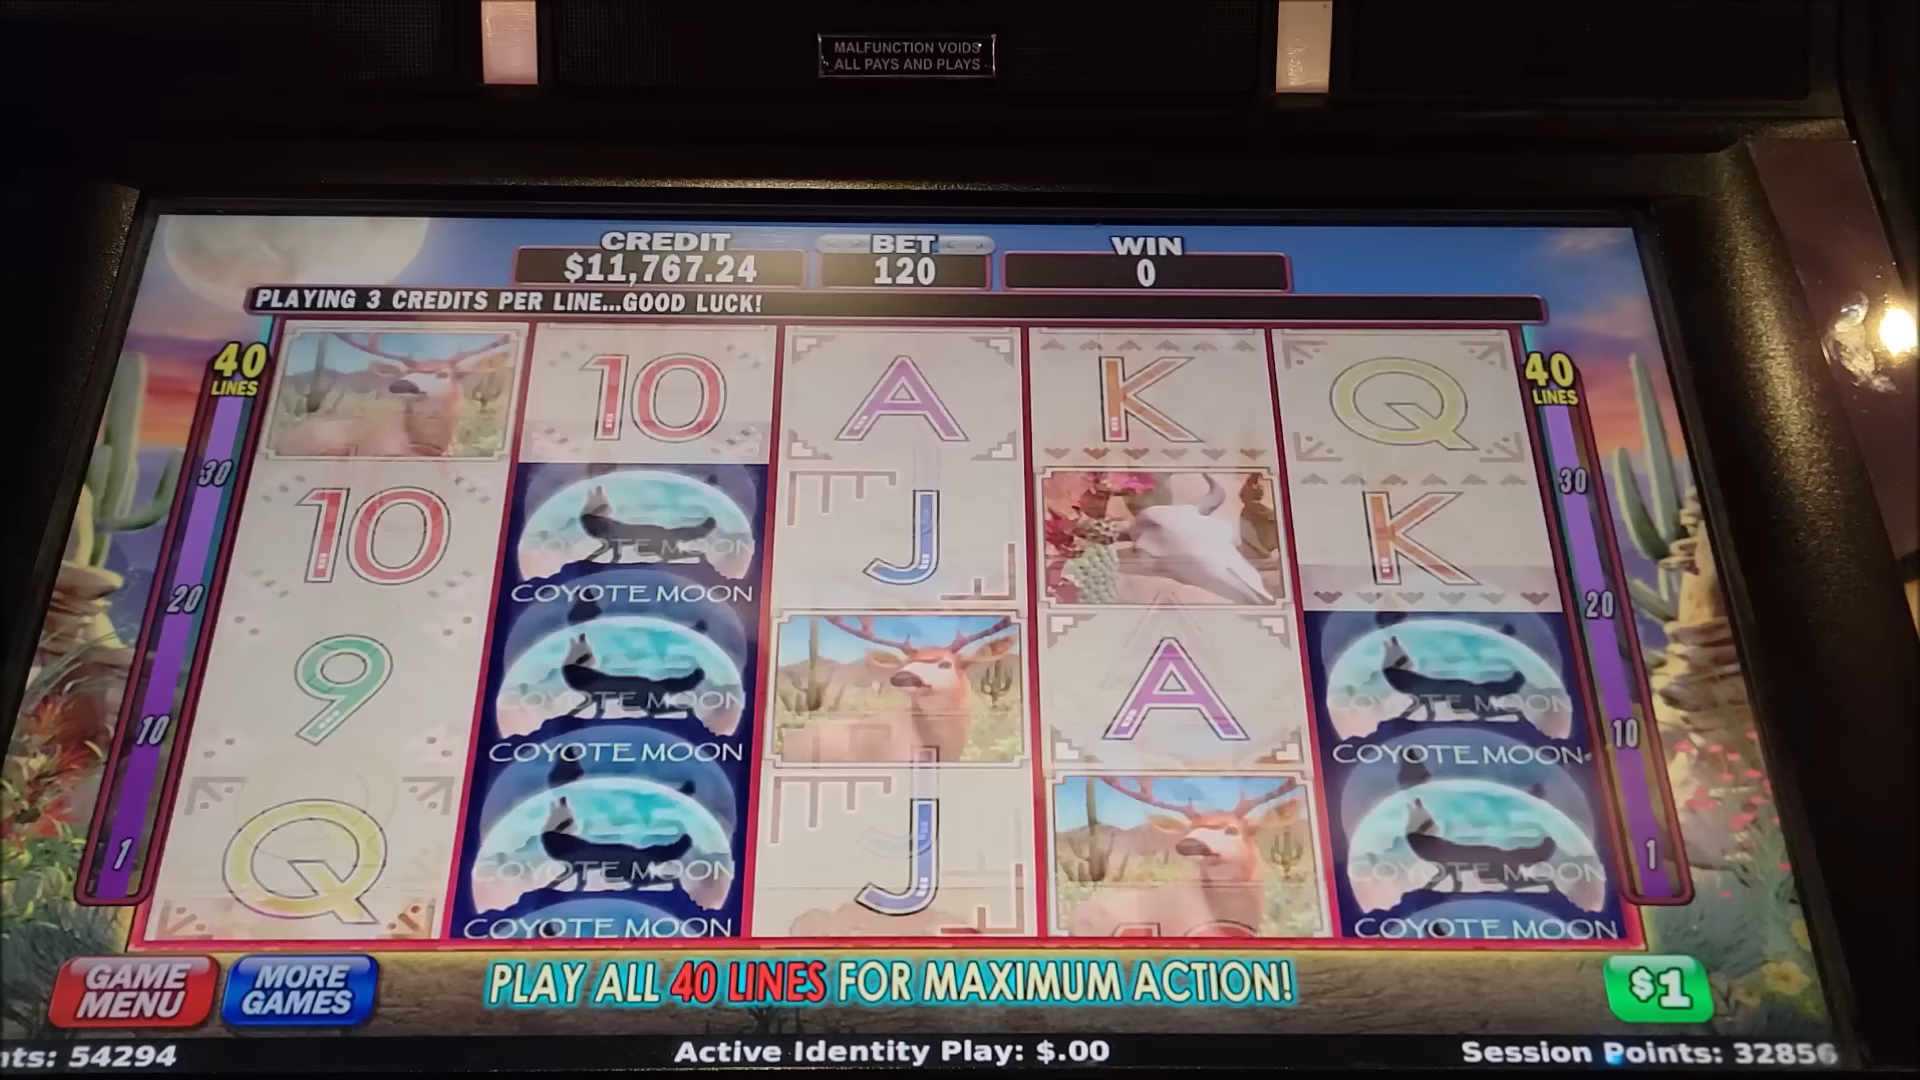 MALFUNCTION VOIDS
ALL PAYS AND PLAYS
CREDIT BET WIN
$11,767.24 120 0
PLAYING 3 CREDITS PER LINE...GOOD LUCK!
40 LINES
40 LINES
30
30
20
20
10
10
1
1
10 A K Q
10 COYOTE MOON J K
9 COYOTE MOON A COYOTE MOON
Q COYOTE MOON J COYOTE MOON
GAME MENU
MORE GAMES
PLAY ALL 40 LINES FOR MAXIMUM ACTION!
$1
nts: 54294 Active Identity Play: $.00 Session Points: 32856